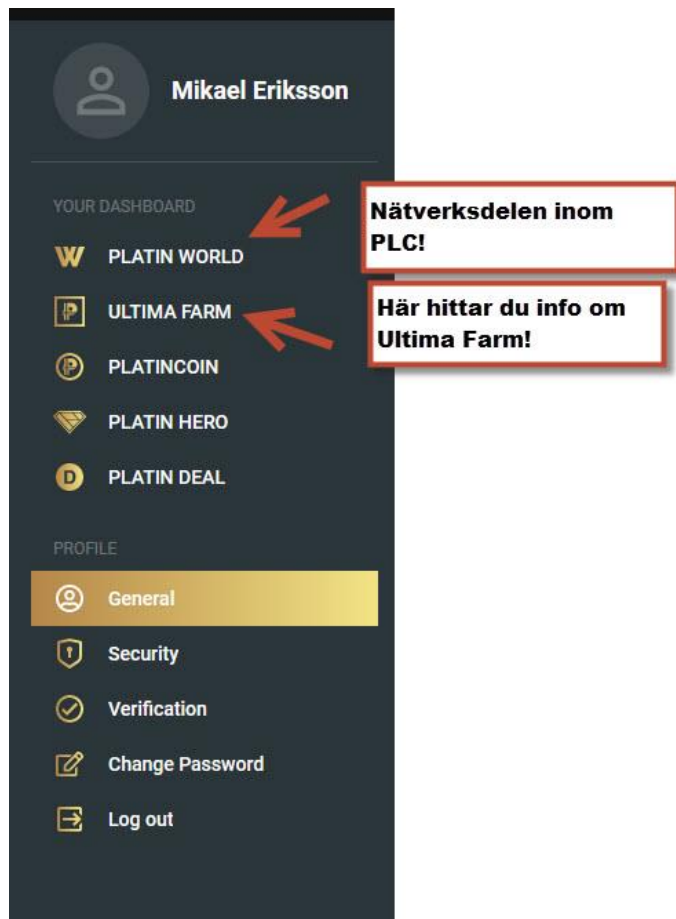 Mikael Eriksson
YOUR DASHBOARD
PLATIN WORLD
ULTIMA FARM
PLATINCOIN
PLATIN HERO
PLATIN DEAL
PROFILE
General
Security
Verification
Change Password
Log out
Nätverksdelen inom
PLC!
Här hittar du info om
Ultima Farm!